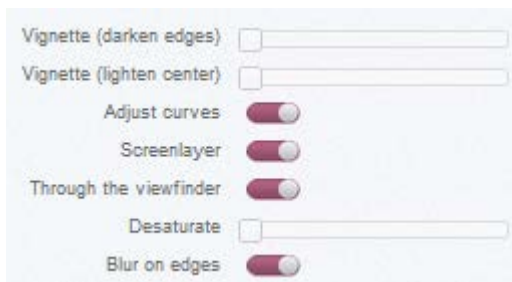 Vignette (darken edges)
Vignette (lighten center)
Adjust curves
Screenlayer
Through the viewfinder
Desaturate
Blur on edges